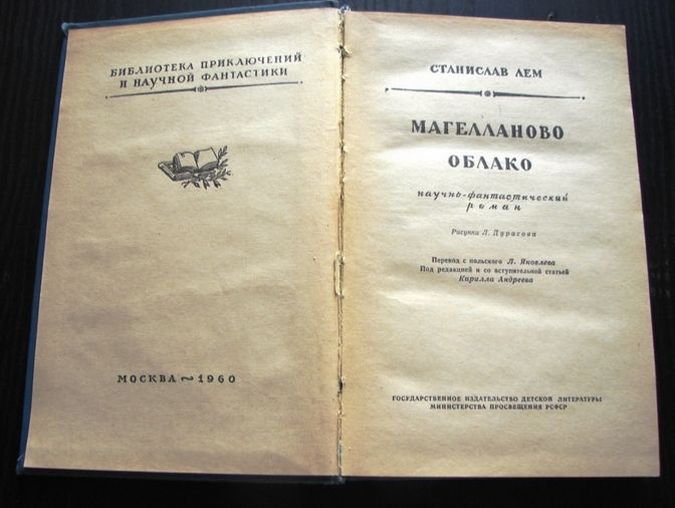 БИБЛИОТЕКА ПРИКЛЮЧЕНИЙ
И НАУЧНОЙ ФАНТАСТИКИ
МОСКВА ~ 1960
СТАНИСЛАВ ЛЕМ
МАГЕЛЛАНОВО
ОБЛАКО
научно-фантастический
роман
Рисунки Л. Дурасова
Перевод с польского Л. Яковлева
Под редакцией и со вступительной статьей
Кирилла Андреева
ГОСУДАРСТВЕННОЕ ИЗДАТЕЛЬСТВО ДЕТСКОЙ ЛИТЕРАТУРЫ
МИНИСТЕРСТВА ПРОСВЕЩЕНИЯ РСФСР